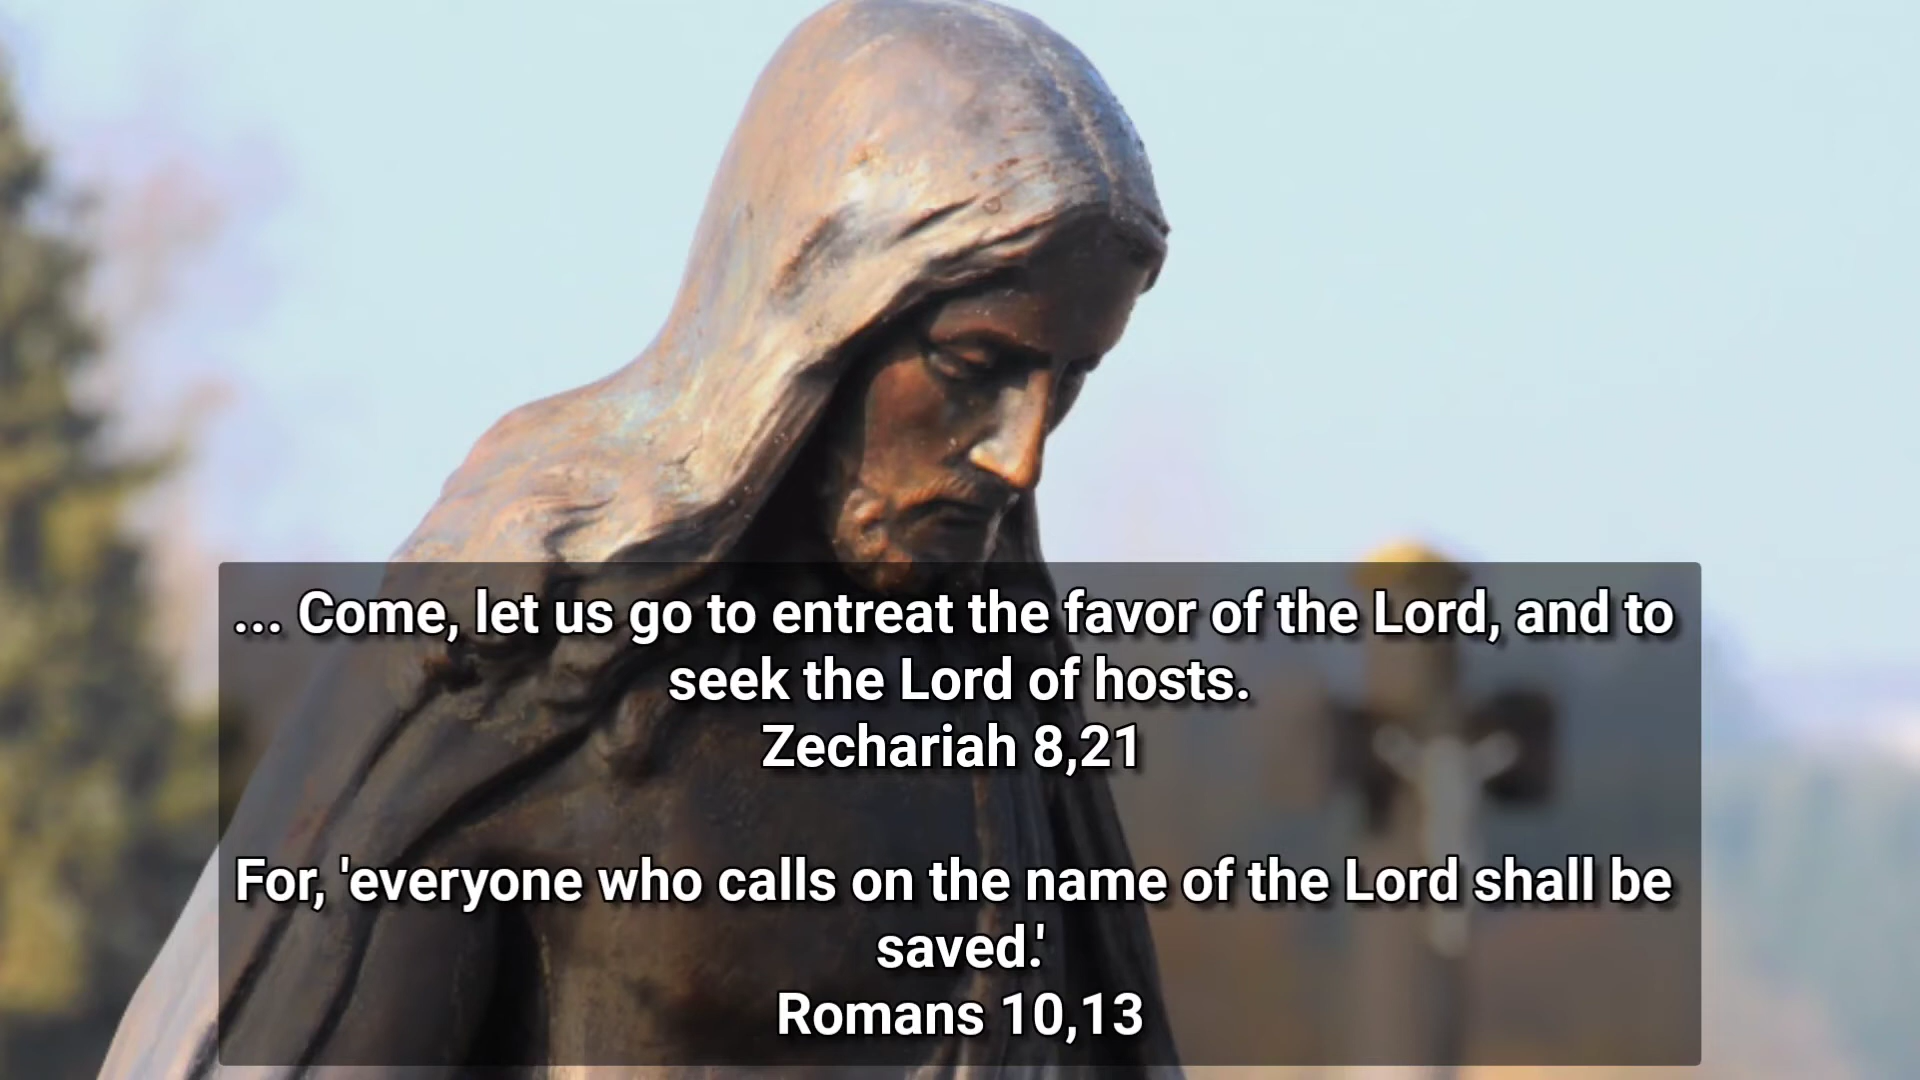 ... Come, let us go to entreat the favor of the Lord, and to
seek the Lord of hosts.
Zechariah 8,21
For, 'everyone who calls on the name of the Lord shall be
saved.'
Romans 10,13